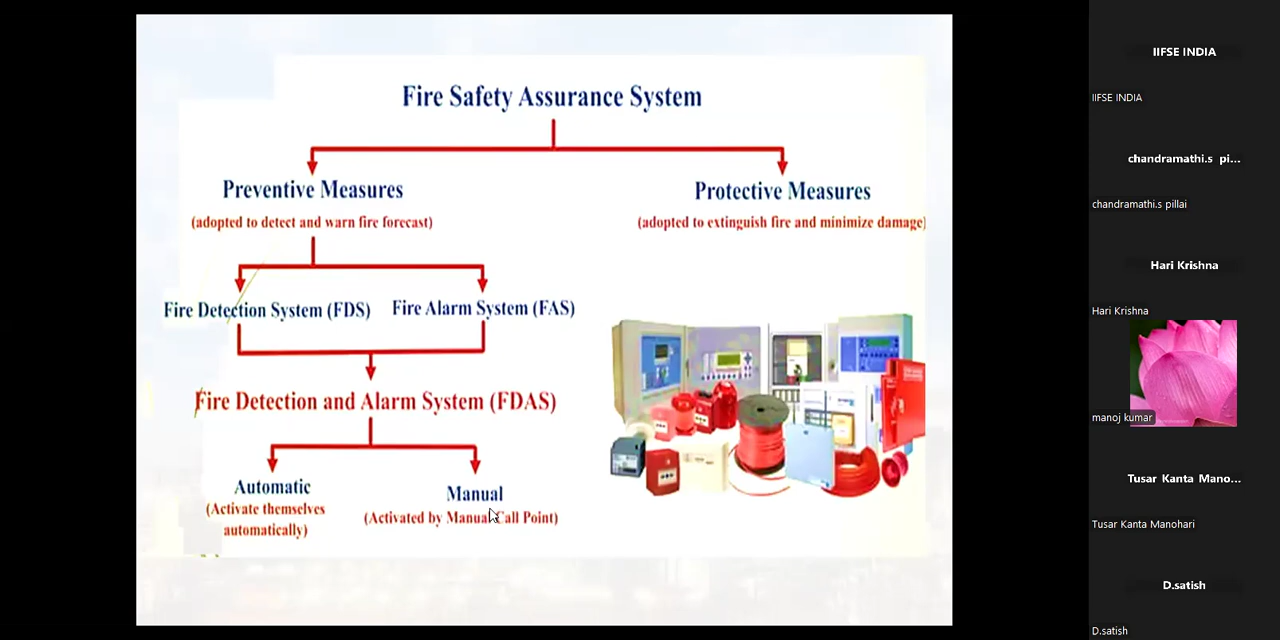 Fire Safety Assurance System
Preventive Measures
(adopted to detect and warn fire forecast)
Protective Measures
(adopted to extinguish fire and minimize damage)
Fire Detection System (FDS)
Fire Alarm System (FAS)
Fire Detection and Alarm System (FDAS)
Automatic
(Activate themselves
automatically)
Manual
(Activated by Manual Call Point)
IIFSE INDIA
IIFSE INDIA
chandramathi.s pi...
chandramathi.s pillai
Hari Krishna
Hari Krishna
manoj kumar
Tusar Kanta Mano...
Tusar Kanta Manohari
D.satish
D.satish